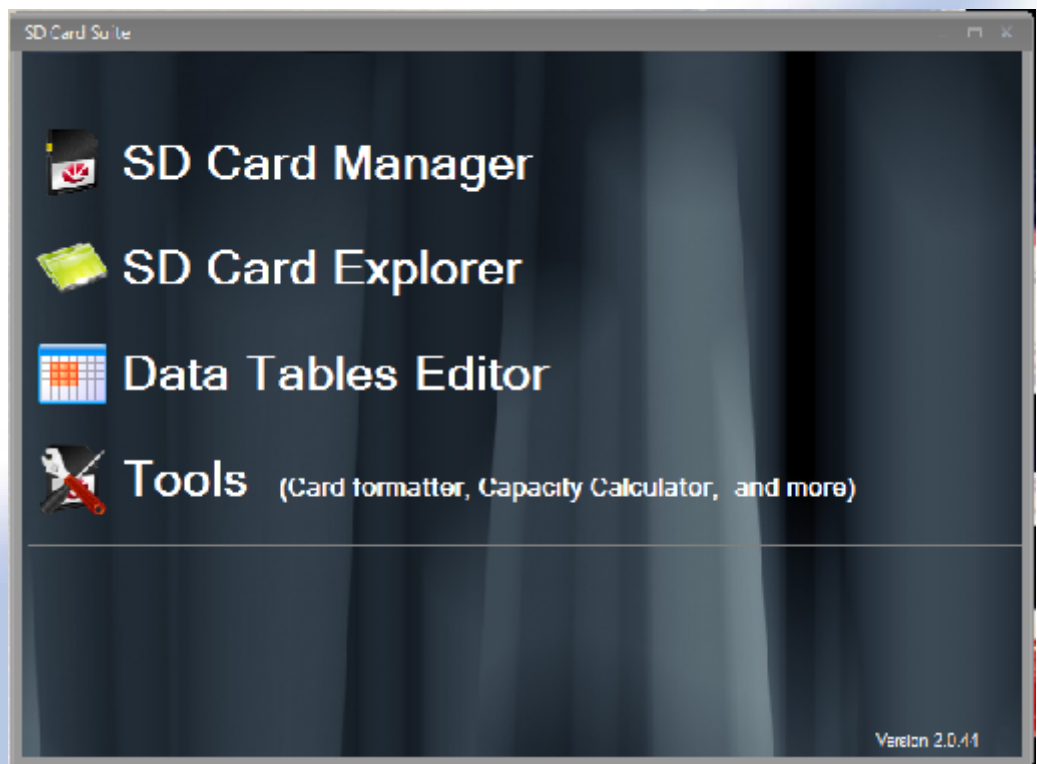 SD Card Suite
SD Card Manager
SD Card Explorer
Data Tables Editor
Tools (Card formatter, Capacity Calculator, and more)
Version 2.0.44